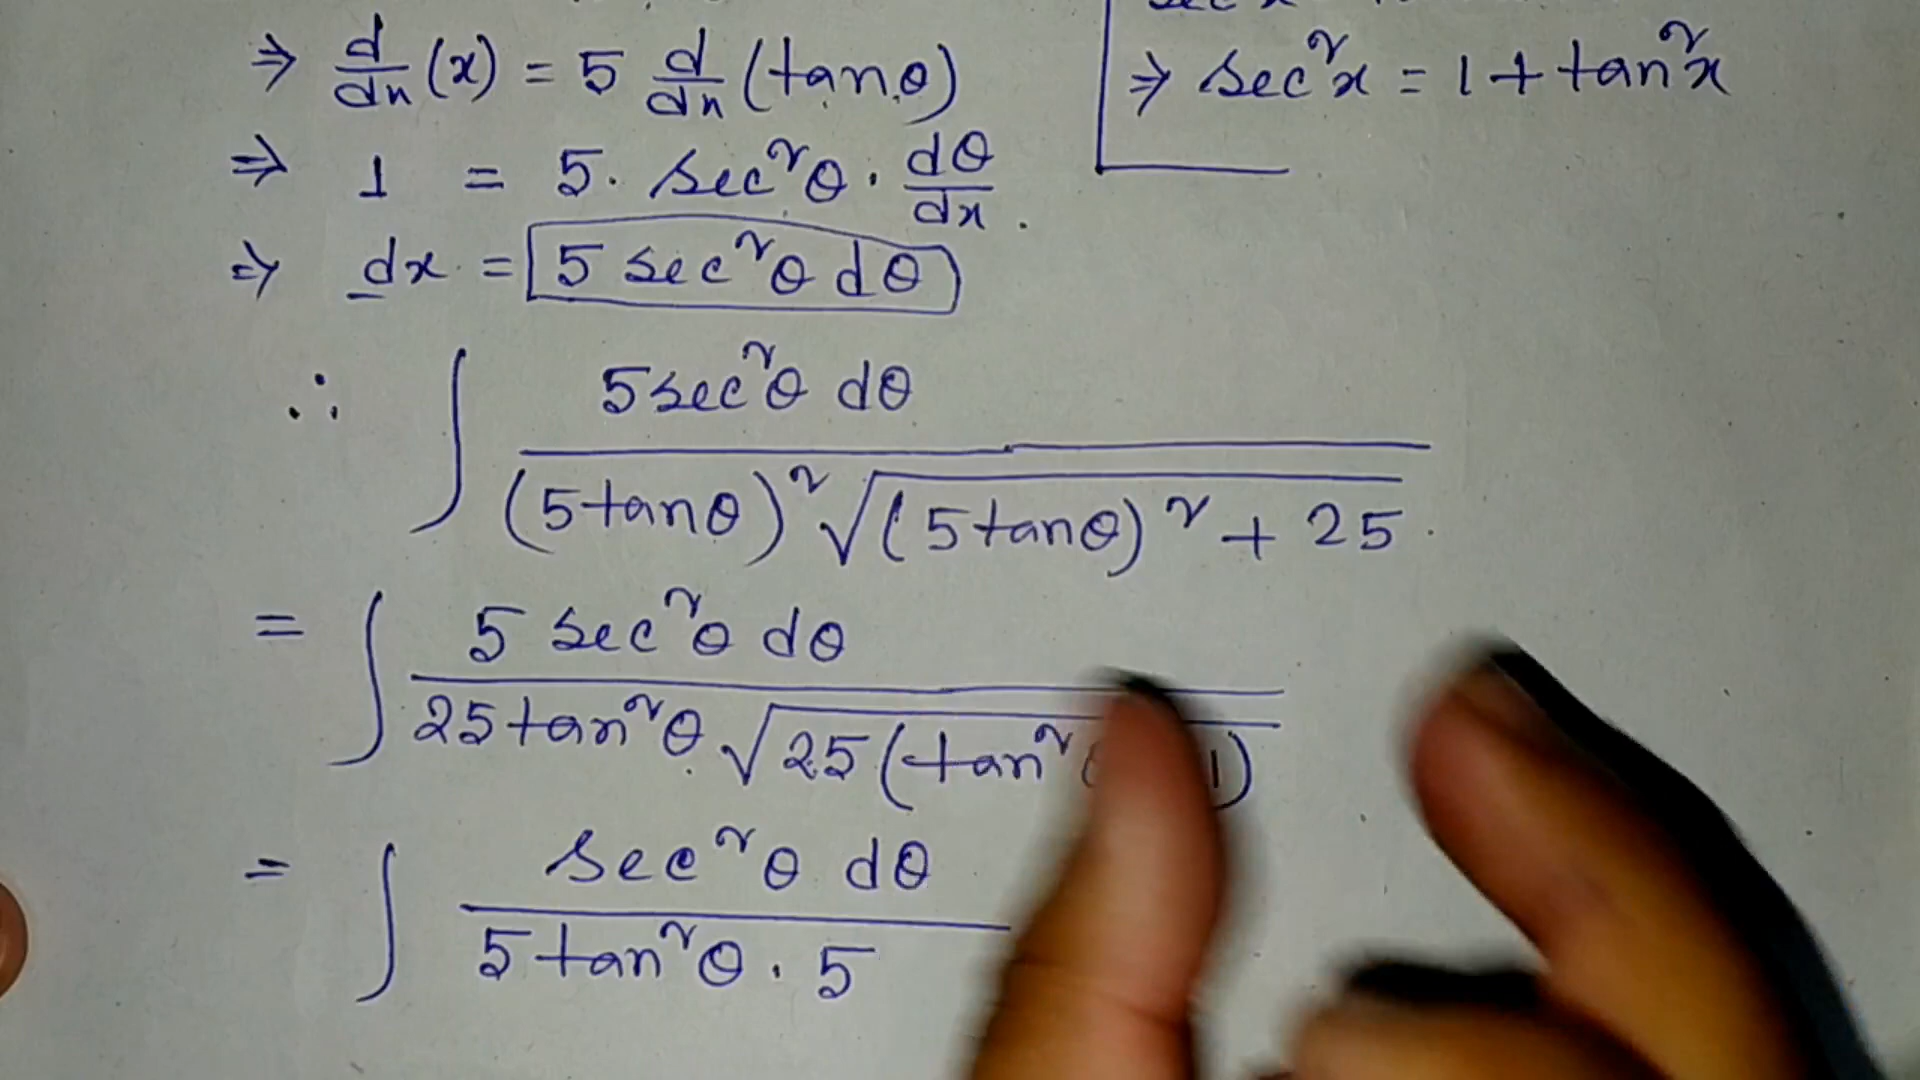 ⇒ d/dx (x) = 5 d/dx (tanθ)
⇒ 1 = 5. sec²θ . dθ/dx .
⇒ dx = 5 sec²θ dθ
⇒ sec²x = 1 + tan²x
∴ ∫ 5sec²θ dθ / (5tanθ)² √(5tanθ)² + 25
= ∫ 5 sec²θ dθ / 25tan²θ . √25(tan² 1)
= ∫ sec²θ dθ / 5tan²θ . 5